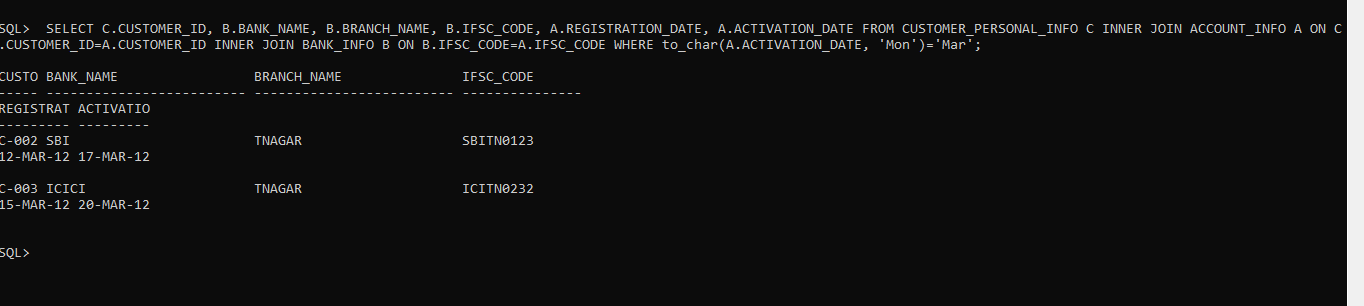 SQL>  SELECT C.CUSTOMER_ID, B.BANK_NAME, B.BRANCH_NAME, B.IFSC_CODE, A.REGISTRATION_DATE, A.ACTIVATION_DATE FROM CUSTOMER_PERSONAL_INFO C INNER JOIN ACCOUNT_INFO A ON C
.CUSTOMER_ID=A.CUSTOMER_ID INNER JOIN BANK_INFO B ON B.IFSC_CODE=A.IFSC_CODE WHERE to_char(A.ACTIVATION_DATE, 'Mon')='Mar';
CUSTO BANK_NAME                 BRANCH_NAME               IFSC_CODE
----- ------------------------- ------------------------- ---------------
REGISTRAT ACTIVATIO
--------- ---------
C-002 SBI                       TNAGAR                    SBITN0123
12-MAR-12 17-MAR-12
C-003 ICICI                     TNAGAR                    ICITN0232
15-MAR-12 20-MAR-12
SQL>